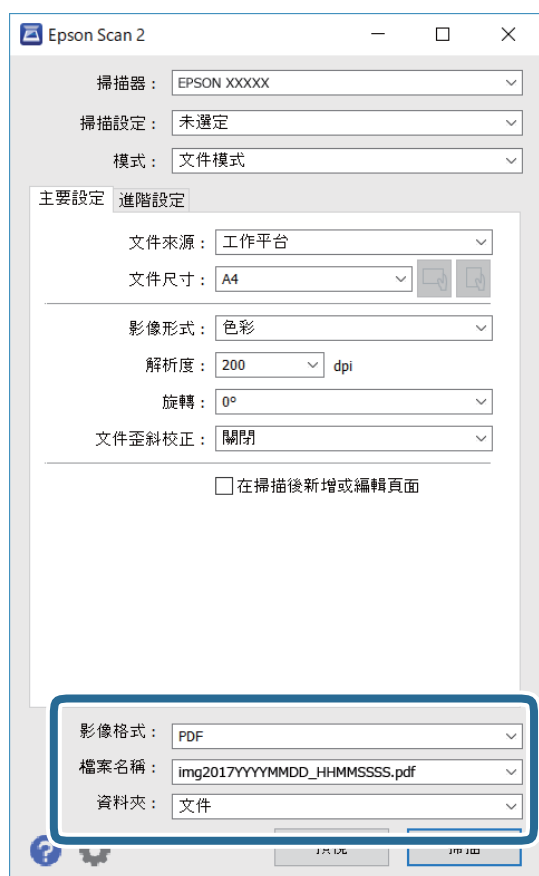 Epson Scan 2
掃描器： EPSON XXXXX
掃描設定： 未選定
模式： 文件模式
主要設定 進階設定
文件來源： 工作平台
文件尺寸： A4
影像形式： 色彩
解析度： 200 dpi
旋轉： 0°
文件歪斜校正： 關閉
在掃描後新增或編輯頁面
影像格式： PDF
檔案名稱： img2017YYYYMMDD_HHMMSSSS.pdf
資料夾： 文件